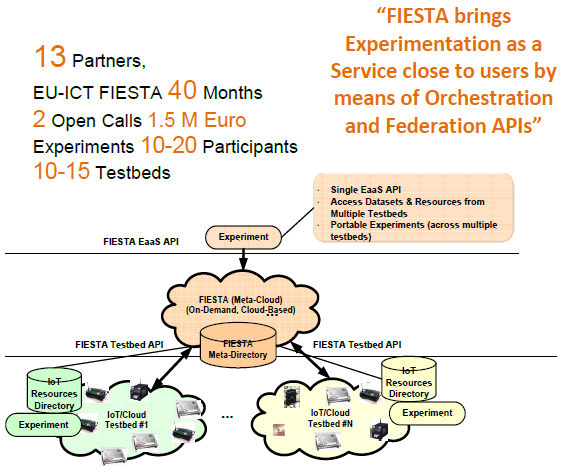 13 Partners,
EU-ICT FIESTA 40 Months
2 Open Calls 1.5 M Euro
Experiments 10-20 Participants
10-15 Testbeds
“FIESTA brings
Experimentation as a
Service close to users by
means of Orchestration
and Federation APIs”
· Single EaaS API
· Access Datasets & Resources from
Multiple Testbeds
· Portable Experiments (across multiple
testbeds)
Experiment
FIESTA EaaS API
FIESTA (Meta-Cloud)
(On-Demand, Cloud-Based)
...
FIESTA
Meta-Directory
FIESTA Testbed API
FIESTA Testbed API
IoT
Resources
Directory
Experiment
IoT/Cloud
Testbed #1
...
IoT/Cloud
Testbed #N
IoT
Resources
Directory
Experiment